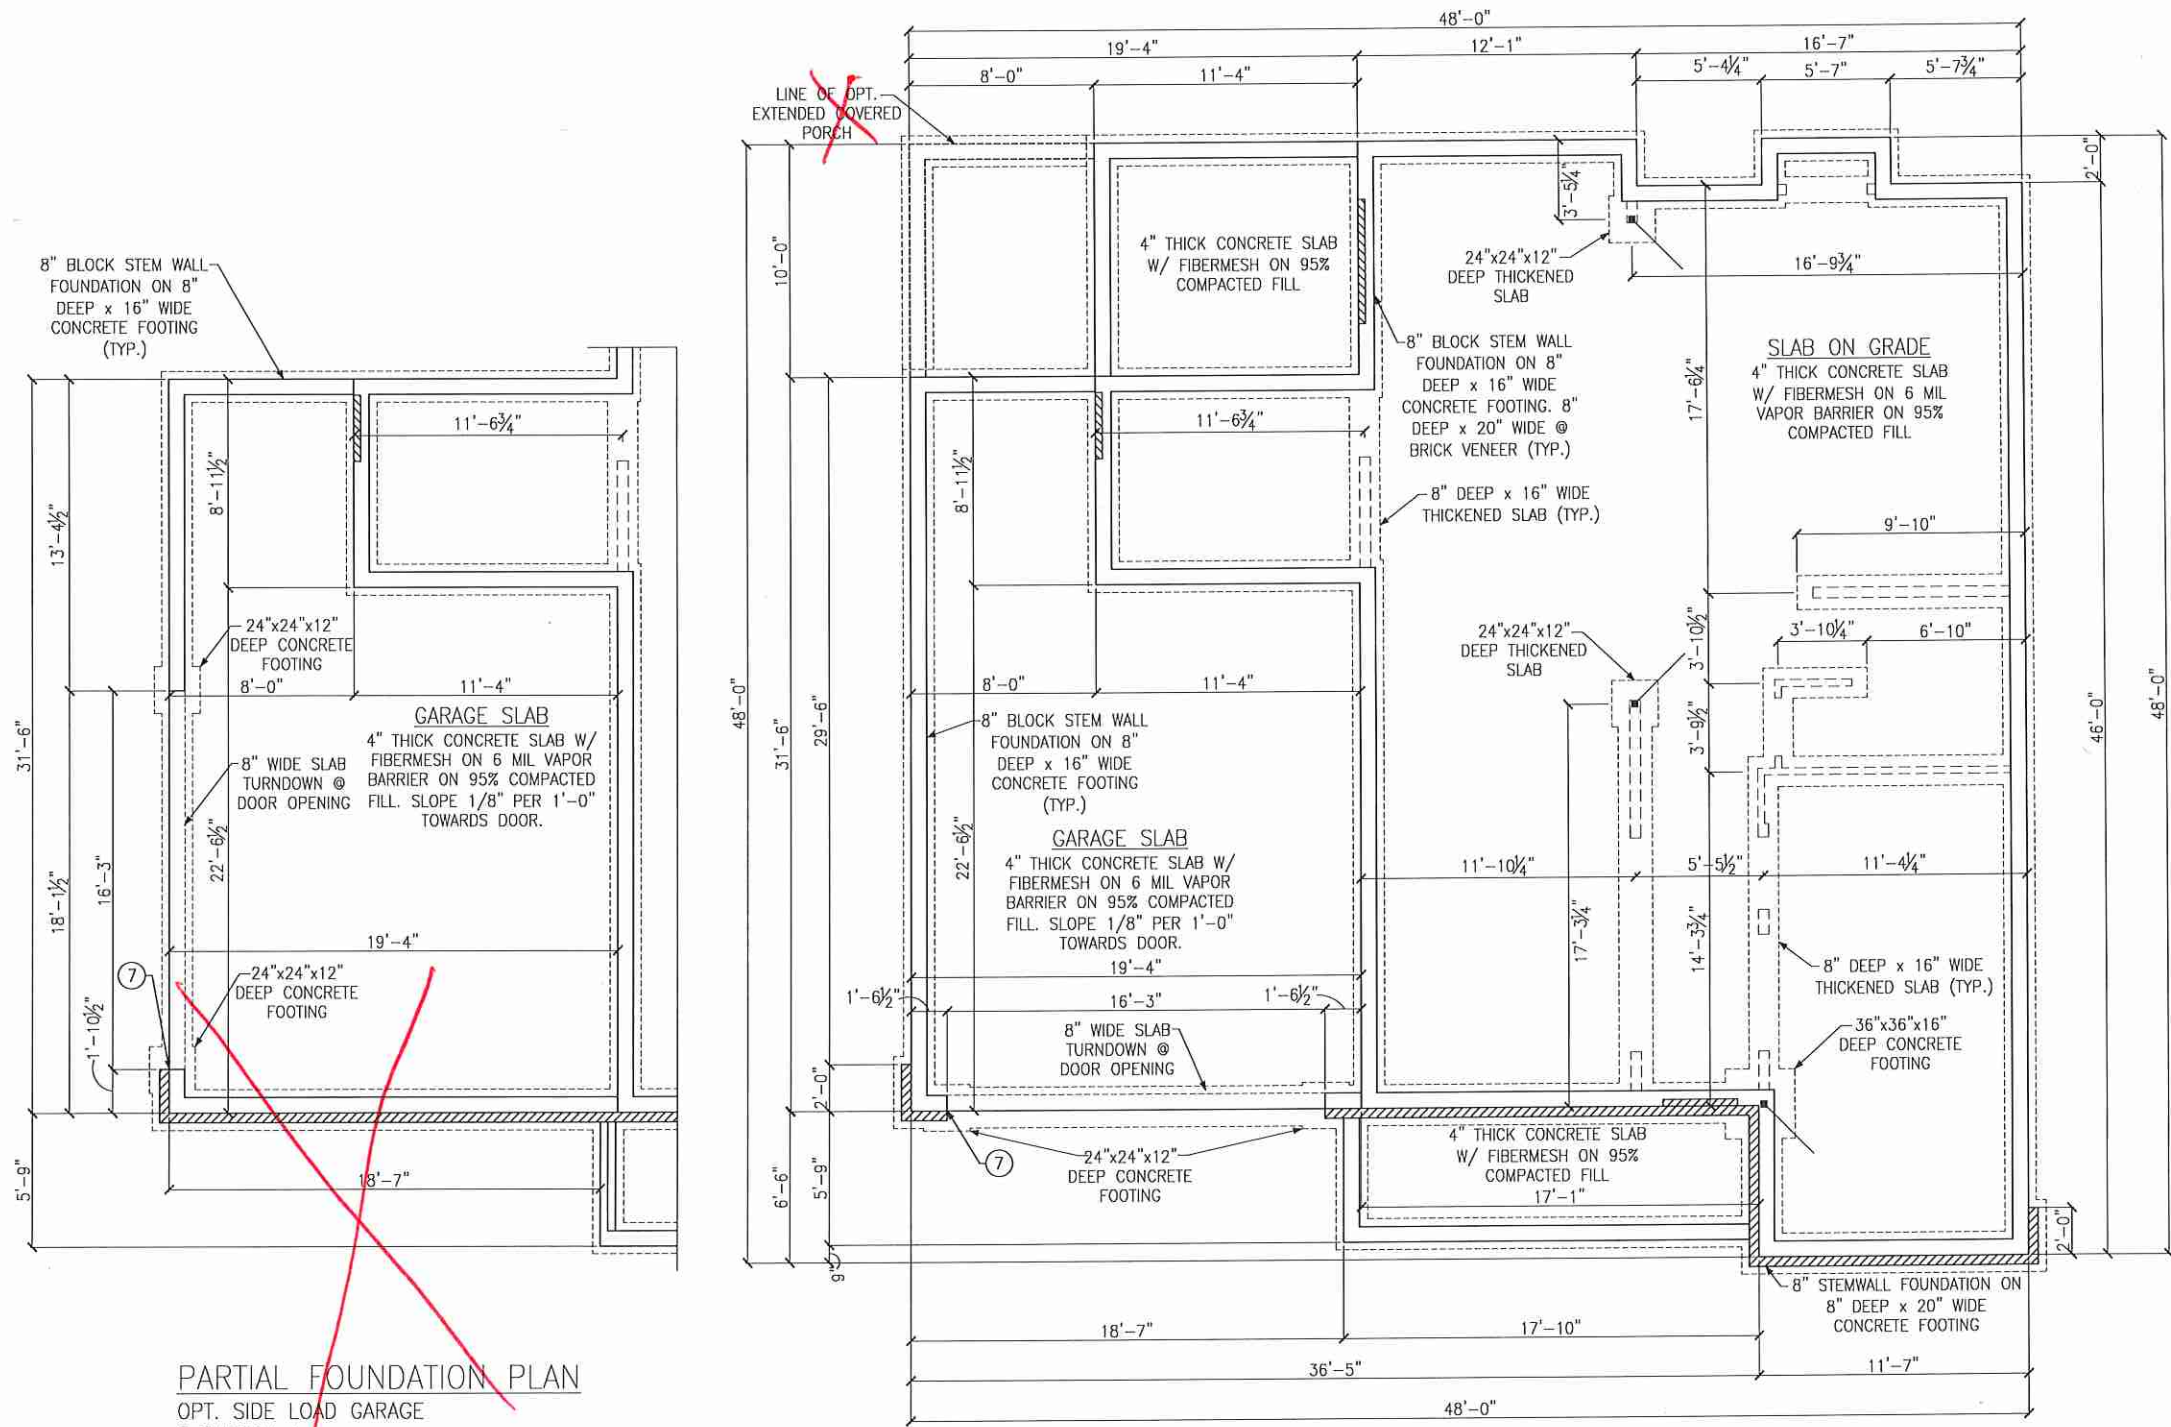 48'-0"
19'-4"
12'-1"
16'-7"
8'-0"
11'-4"
5'-4¼"
5'-7"
5'-7¾"
LINE OF OPT.
EXTENDED COVERED
PORCH
2'-0"
3'-5¼"
10'-0"
4" THICK CONCRETE SLAB
W/ FIBERMESH ON 95%
COMPACTED FILL
24"x24"x12"
DEEP THICKENED
SLAB
16'-9¾"
8" BLOCK STEM WALL
FOUNDATION ON 8"
DEEP x 16" WIDE
CONCRETE FOOTING
(TYP.)
8" BLOCK STEM WALL
FOUNDATION ON 8"
DEEP x 16" WIDE
CONCRETE FOOTING. 8"
DEEP x 20" WIDE @
BRICK VENEER (TYP.)
SLAB ON GRADE
4" THICK CONCRETE SLAB
W/ FIBERMESH ON 6 MIL
VAPOR BARRIER ON 95%
COMPACTED FILL
17'-6¼"
11'-6¾"
11'-6¾"
8'-11½"
8'-11½"
13'-4½"
8" DEEP x 16" WIDE
THICKENED SLAB (TYP.)
9'-10"
24"x24"x12"
DEEP CONCRETE
FOOTING
24"x24"x12"
DEEP THICKENED
SLAB
3'-10½"
3'-10¼"
6'-10"
8'-0"
11'-4"
8'-0"
11'-4"
48'-0"
31'-6"
29'-6"
3'-9½"
46'-0"
48'-0"
31'-6"
GARAGE SLAB
4" THICK CONCRETE SLAB W/
FIBERMESH ON 6 MIL VAPOR
BARRIER ON 95% COMPACTED
FILL. SLOPE 1/8" PER 1'-0"
TOWARDS DOOR.
8" WIDE SLAB
TURNDOWN @
DOOR OPENING
8" BLOCK STEM WALL
FOUNDATION ON 8"
DEEP x 16" WIDE
CONCRETE FOOTING
(TYP.)
18'-1½"
16'-3"
22'-6½"
22'-6½"
GARAGE SLAB
4" THICK CONCRETE SLAB W/
FIBERMESH ON 6 MIL VAPOR
BARRIER ON 95% COMPACTED
FILL. SLOPE 1/8" PER 1'-0"
TOWARDS DOOR.
11'-10¼"
5'-5½"
11'-4¼"
17'-3¼"
14'-3¾"
19'-4"
19'-4"
7
24"x24"x12"
DEEP CONCRETE
FOOTING
1'-10½"
1'-6½"
16'-3"
1'-6½"
8" DEEP x 16" WIDE
THICKENED SLAB (TYP.)
8" WIDE SLAB
TURNDOWN @
DOOR OPENING
36"x36"x16"
DEEP CONCRETE
FOOTING
2'-0"
7
24"x24"x12"
DEEP CONCRETE
FOOTING
4" THICK CONCRETE SLAB
W/ FIBERMESH ON 95%
COMPACTED FILL
17'-1"
5'-9"
18'-7"
6'-6"
5'-9"
9"
2'-0"
8" STEMWALL FOUNDATION ON
8" DEEP x 20" WIDE
CONCRETE FOOTING
18'-7"
17'-10"
36'-5"
11'-7"
48'-0"
PARTIAL FOUNDATION PLAN
OPT. SIDE LOAD GARAGE